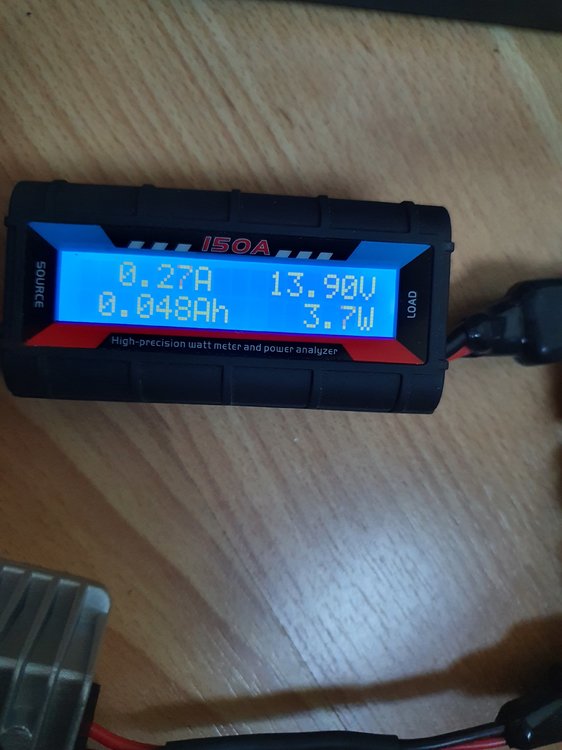 150A
SOURCE
0.27A 13.90V
0.048Ah 3.7W
LOAD
High-precision watt meter and power analyzer